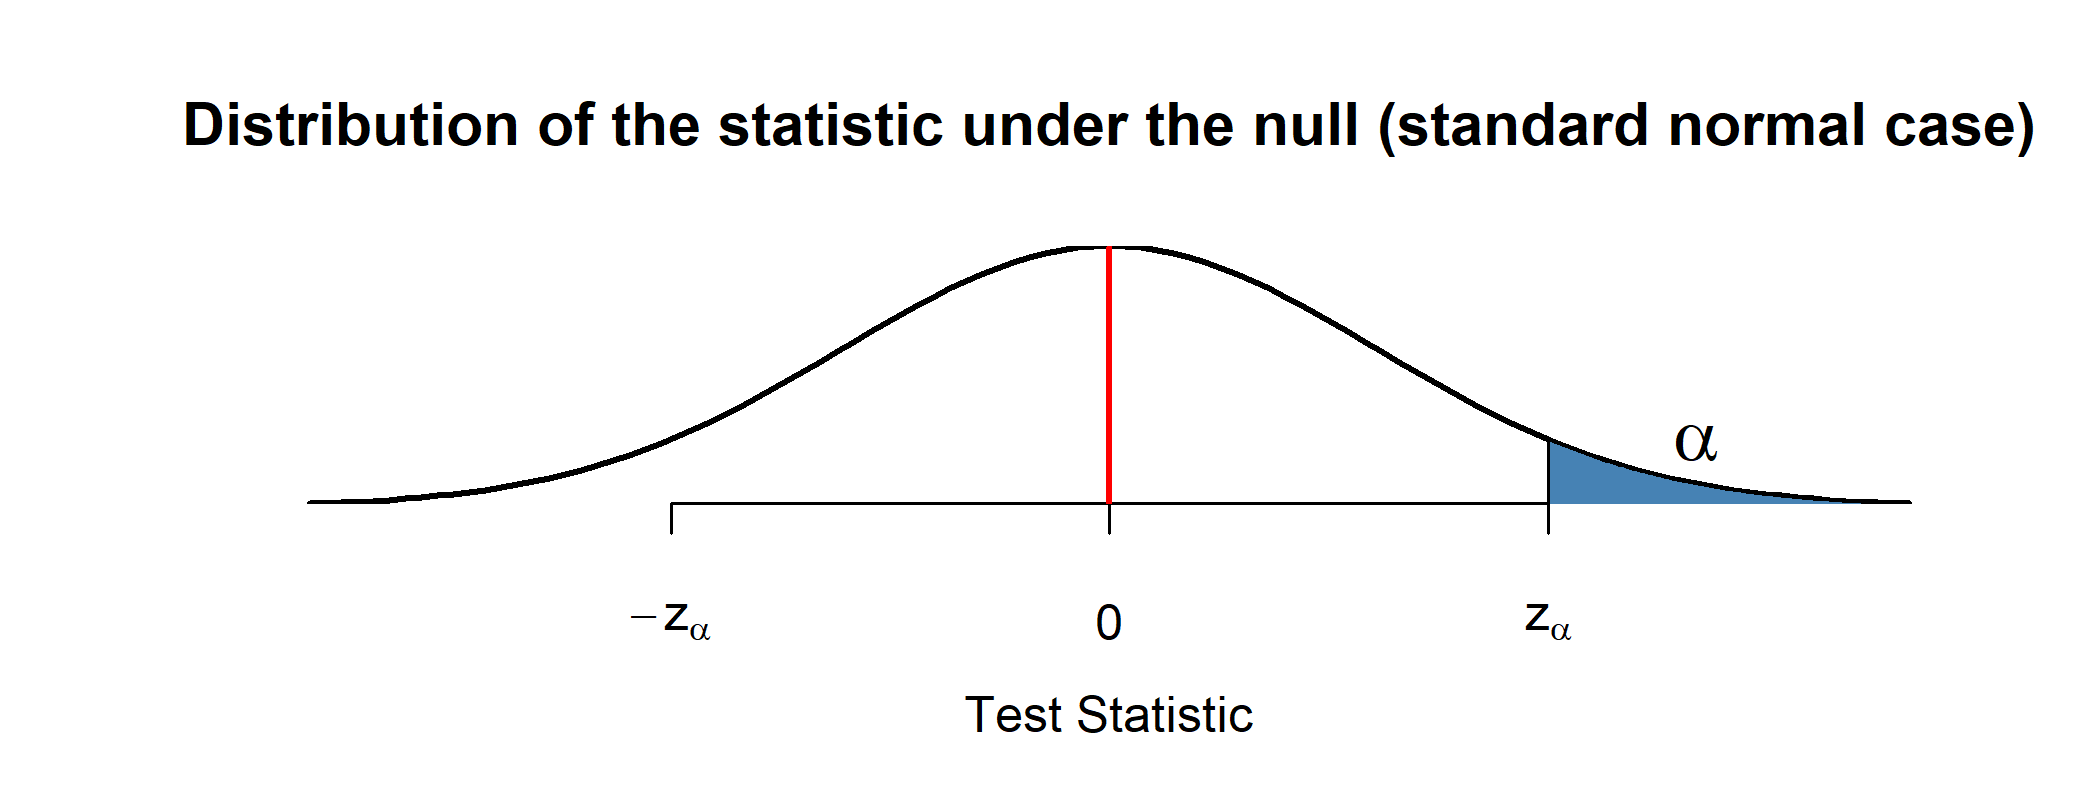 Distribution of the statistic under the null (standard normal case)
α
−zα 0 zα
Test Statistic